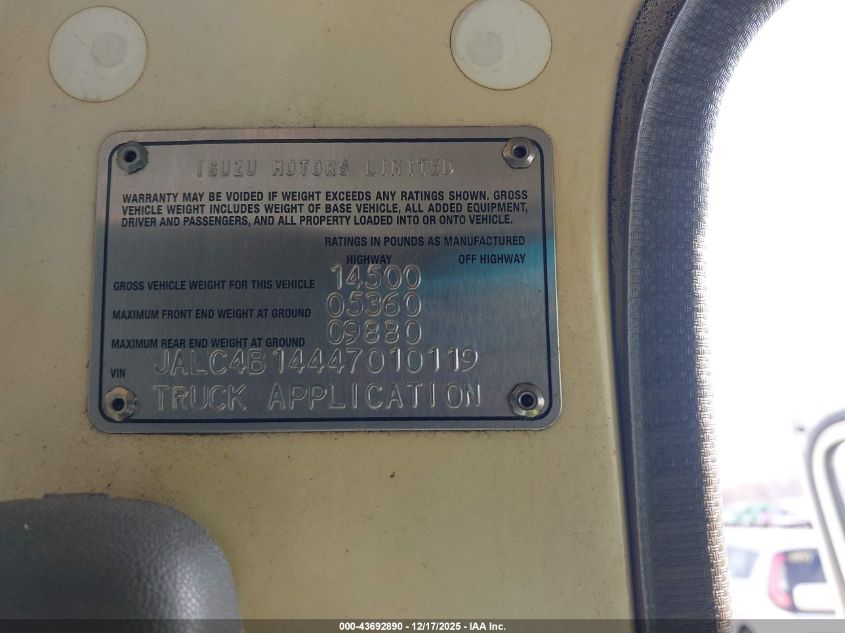 ISUZU MOTORS LIMITED
WARRANTY MAY BE VOIDED IF WEIGHT EXCEEDS ANY RATINGS SHOWN. GROSS
VEHICLE WEIGHT INCLUDES WEIGHT OF BASE VEHICLE, ALL ADDED EQUIPMENT,
DRIVER AND PASSENGERS, AND ALL PROPERTY LOADED INTO OR ONTO VEHICLE.
RATINGS IN POUNDS AS MANUFACTURED
HIGHWAY OFF HIGHWAY
GROSS VEHICLE WEIGHT FOR THIS VEHICLE 14500
MAXIMUM FRONT END WEIGHT AT GROUND 05360
MAXIMUM REAR END WEIGHT AT GROUND 09880
VIN JALC4B14447010119
TRUCK APPLICATION
000-43692890 - 12/17/2025 - IAA Inc.